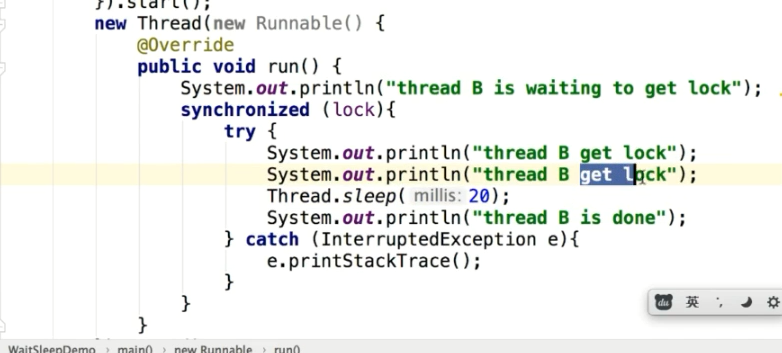 }).start();
new Thread(new Runnable() {
@Override
public void run() {
System.out.println("thread B is waiting to get lock");
synchronized (lock){
try {
System.out.println("thread B get lock");
System.out.println("thread B get lock");
Thread.sleep( millis: 20);
System.out.println("thread B is done");
} catch (InterruptedException e){
e.printStackTrace();
}
}
}
du 英
WaitSleepDemo › main() › new Runnable › run()